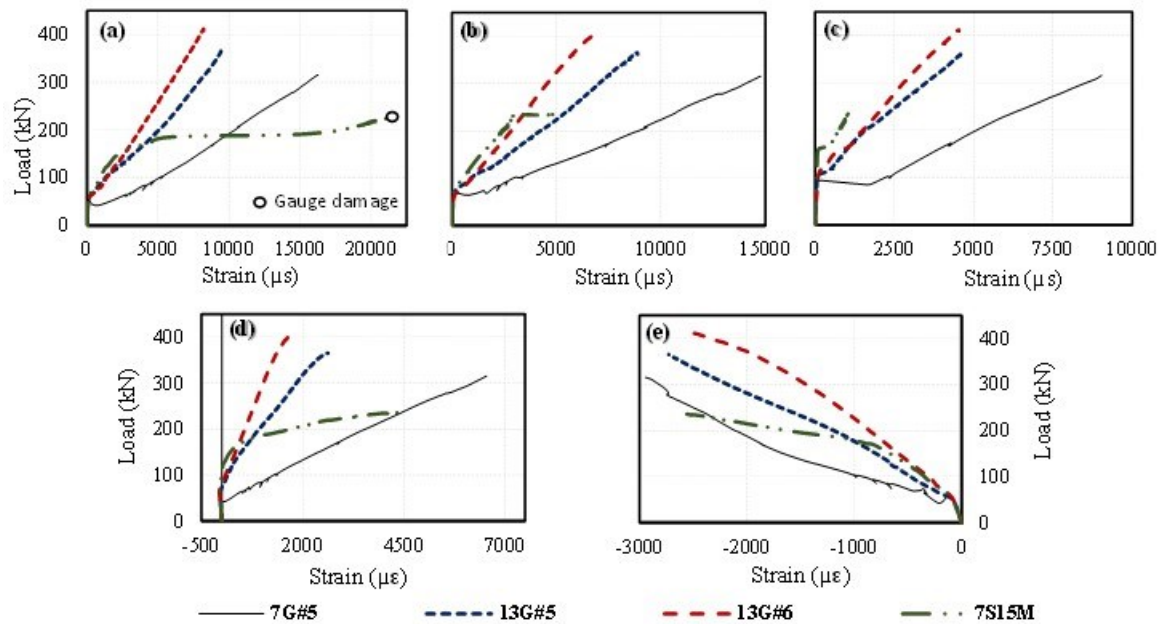 (a)
(b)
(c)
400
300
200
100
0
Load (kN)
Gauge damage
0 5000 10000 15000 20000
Strain (µs)
0 5000 10000 15000
Strain (µs)
0 2500 5000 7500 10000
Strain (µs)
(d)
(e)
400
300
200
100
0
Load (kN)
400
300
200
100
0
Load (kN)
-500 2000 4500 7000
Strain (µε)
-3000 -2000 -1000 0
Strain (µε)
7G#5 13G#5 13G#6 7S15M